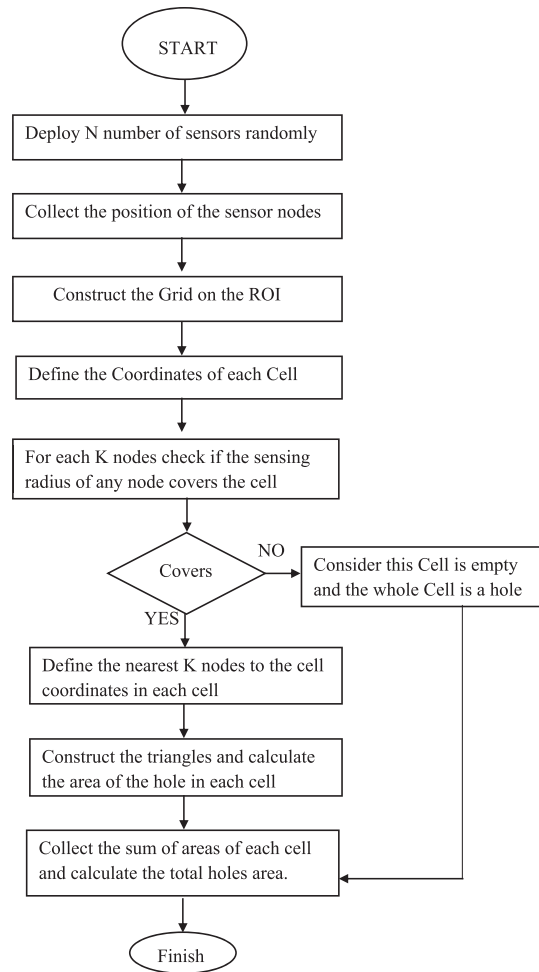 START
Deploy N number of sensors randomly
Collect the position of the sensor nodes
Construct the Grid on the ROI
Define the Coordinates of each Cell
For each K nodes check if the sensing
radius of any node covers the cell
Covers
NO
Consider this Cell is empty
and the whole Cell is a hole
YES
Define the nearest K nodes to the cell
coordinates in each cell
Construct the triangles and calculate
the area of the hole in each cell
Collect the sum of areas of each cell
and calculate the total holes area.
Finish